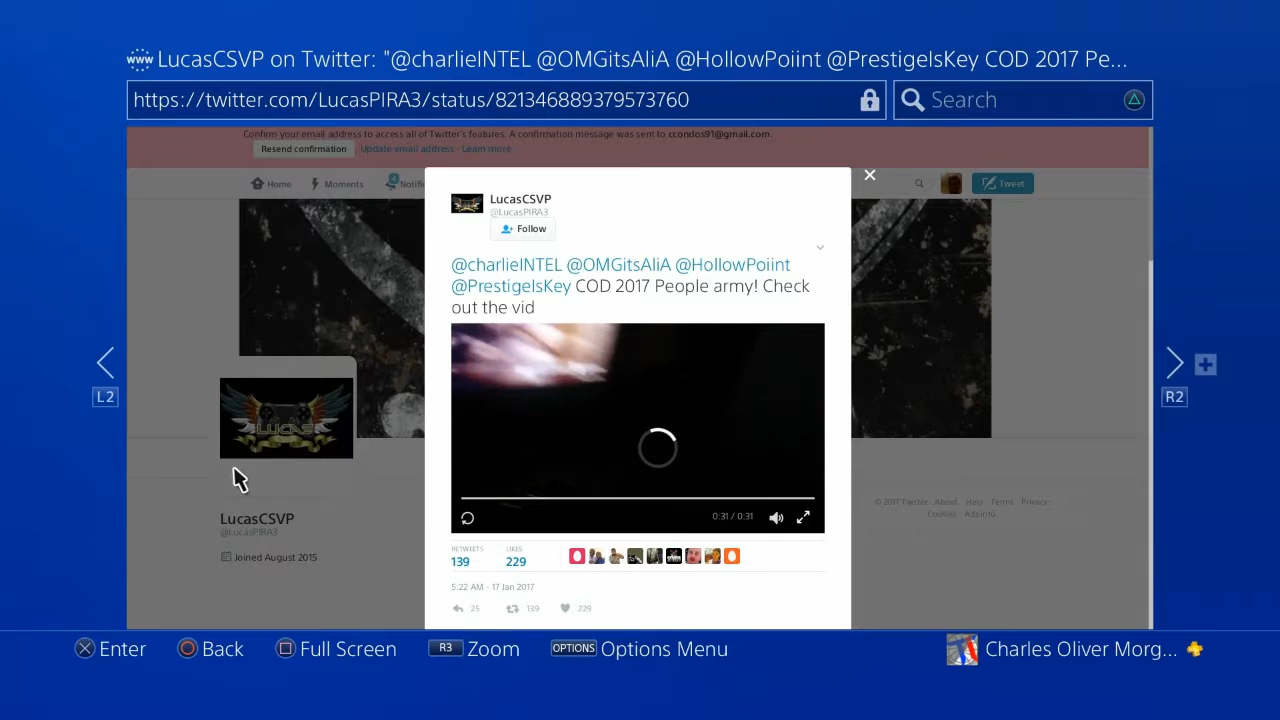 LucasCSVP on Twitter: "@charlieINTEL @OMGitsAliA @HollowPoiint @PrestigeIsKey COD 2017 Pe...
https://twitter.com/LucasPIRA3/status/821346889379573760
Search
Confirm your email address to access all of Twitter's features. A confirmation message was sent to ccondos91@gmail.com.
Resend confirmation Update email address · Learn more
Home Moments 4 Notifi
Tweet
LucasCSVP
@LucasPIRA3
Follow
@charlieINTEL @OMGitsAliA @HollowPoiint
@PrestigeIsKey COD 2017 People army! Check
out the vid
L2
R2
LUCAS
0:31 / 0:31
LucasCSVP
@LucasPIRA3
Joined August 2015
© 2017 Twitter About Help Terms Privacy
Cookies Ads info
RETWEETS LIKES
139 229
5:22 AM - 17 Jan 2017
25 139 229
Enter Back Full Screen R3 Zoom OPTIONS Options Menu Charles Oliver Morg...